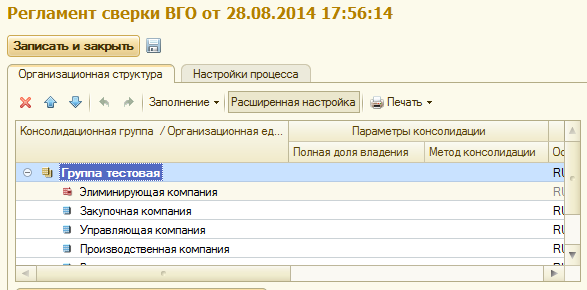 Регламент сверки ВГО от 28.08.2014 17:56:14
Записать и закрыть
Организационная структура Настройки процесса
Заполнение Расширенная настройка Печать
Консолидационная группа / Организационная ед... Параметры консолидации
Полная доля владения Метод консолидации Ос
Группа тестовая RU
Элиминирующая компания RU
Закупочная компания RU
Управляющая компания RU
Производственная компания RU